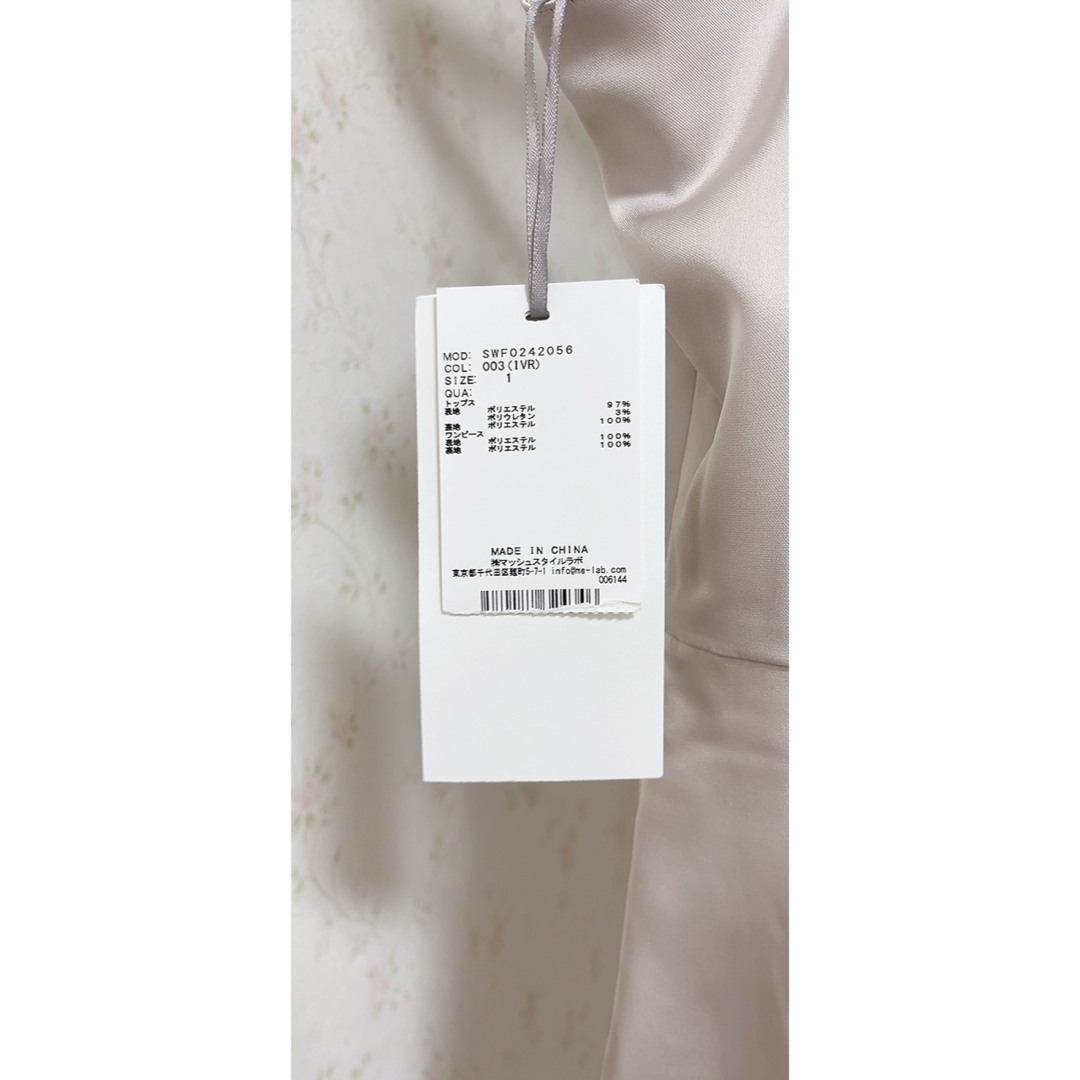 MOD: SWF0242056
COL: 003(IVR)
SIZE: 1
QUA:
トップス 97%
表地 ポリエステル 3%
ポリウレタン 100%
裏地 ポリエステル
ワンピース 100%
表地 ポリエステル 100%
裏地 ポリエステル
MADE IN CHINA
㈱マッシュスタイルラボ
東京都千代田区麹町5-7-1 info@ms-lab.com
006144